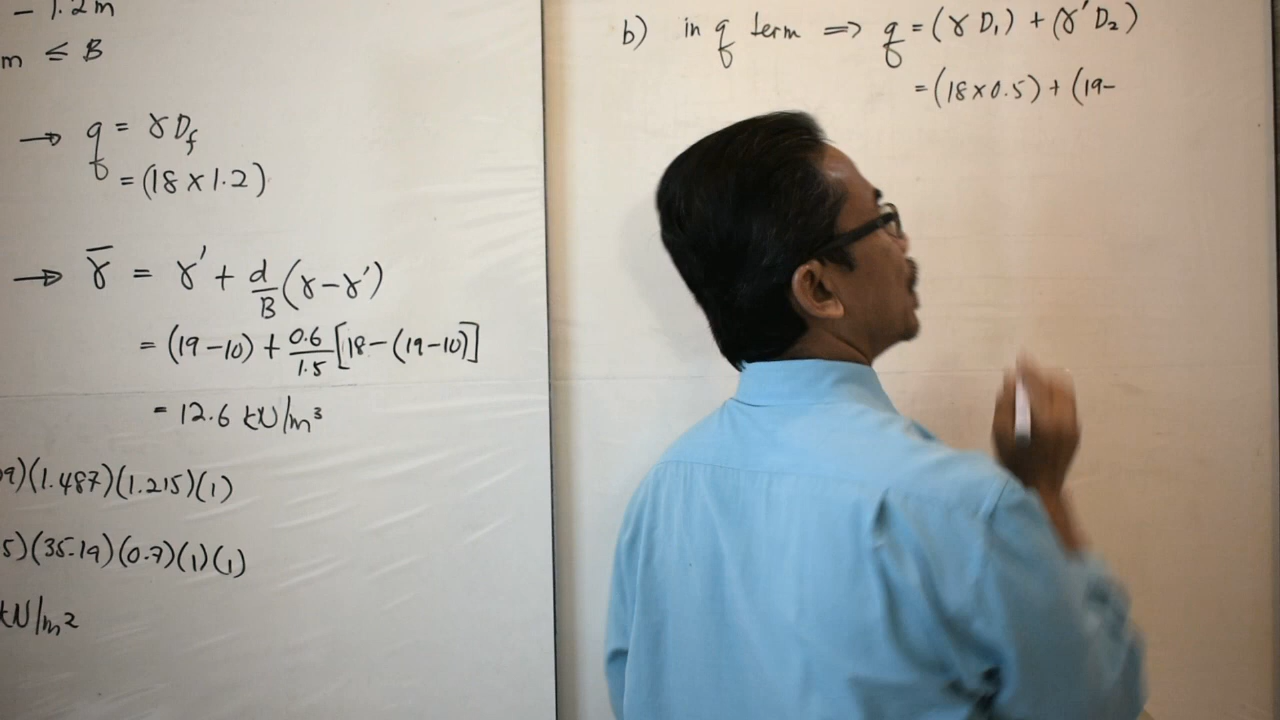 - 1.2m
m ≤ B
→ q = γD_f
= (18 × 1.2)
→ γ̄ = γ' + d/B (γ - γ')
= (19 - 10) + 0.6/1.5 [18 - (19 - 10)]
= 12.6 kN/m³
9)(1.487)(1.215)(1)
5)(35.19)(0.7)(1)(1)
kN/m²
b) in q term ⇒ q = (γ D₁) + (γ' D₂)
= (18 × 0.5) + (19-